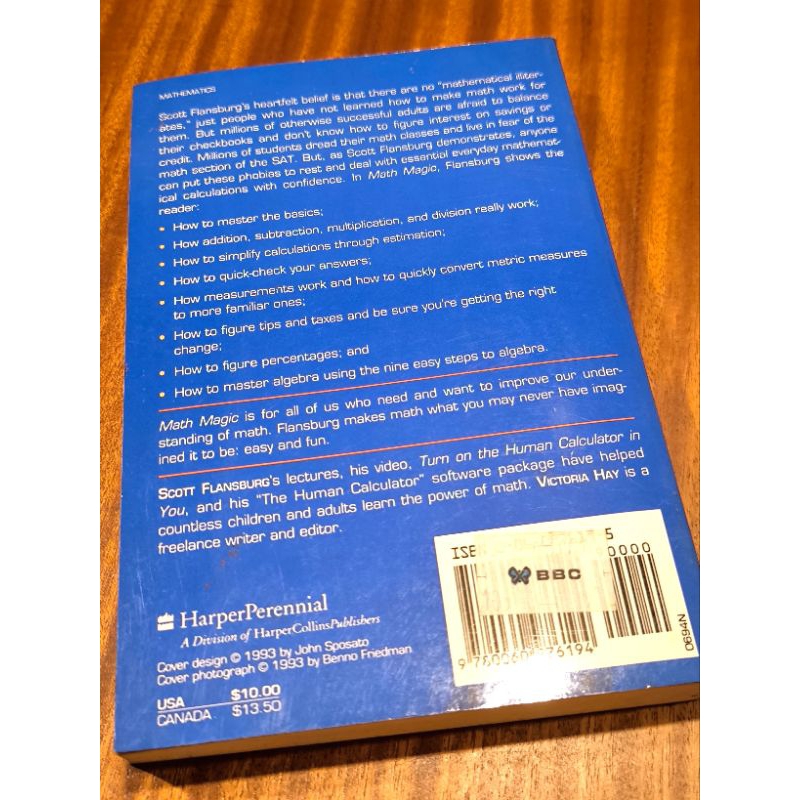 MATHEMATICS
Scott Flansburg's heartfelt belief is that there are no "mathematical illiter-
ates," just people who have not learned how to make math work for
them. But millions of otherwise successful adults are afraid to balance
their checkbooks and don't know how to figure interest on savings or
credit. Millions of students dread their math classes and live in fear of the
math section of the SAT. But, as Scott Flansburg demonstrates, anyone
can put these phobias to rest and deal with essential everyday mathemat-
ical calculations with confidence. In Math Magic, Flansburg shows the
reader:
• How to master the basics;
• How addition, subtraction, multiplication, and division really work;
• How to simplify calculations through estimation;
• How to quick-check your answers;
• How measurements work and how to quickly convert metric measures
to more familiar ones;
• How to figure tips and taxes and be sure you're getting the right
change;
• How to figure percentages; and
• How to master algebra using the nine easy steps to algebra.
Math Magic is for all of us who need and want to improve our under-
standing of math. Flansburg makes math what you may never have imag-
ined it to be: easy and fun.
SCOTT FLANSBURG's lectures, his video, Turn on the Human Calculator in
You, and his "The Human Calculator" software package have helped
countless children and adults learn the power of math. VICTORIA HAY is a
freelance writer and editor.
HarperPerennial
A Division of HarperCollinsPublishers
Cover design © 1993 by John Sposato
Cover photograph © 1993 by Benno Friedman
USA $10.00
CANADA $13.50
5
0000
BBC
0694N